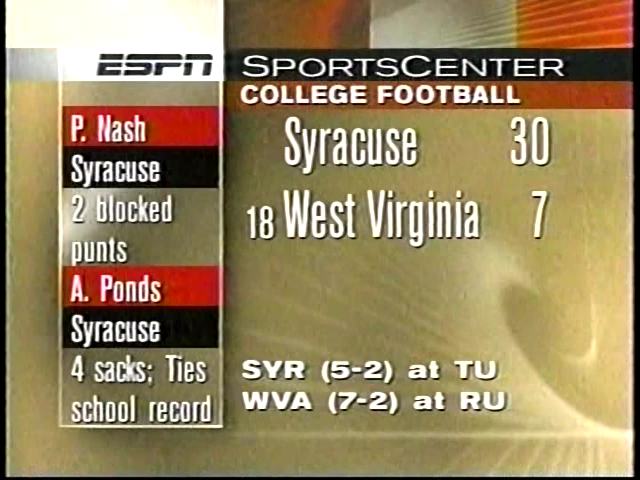 ESPN SPORTSCENTER
COLLEGE FOOTBALL
P. Nash
Syracuse
2 blocked
punts
A. Ponds
Syracuse
4 sacks; Ties
school record
Syracuse 30
18 West Virginia 7
SYR (5-2) at TU
WVA (7-2) at RU